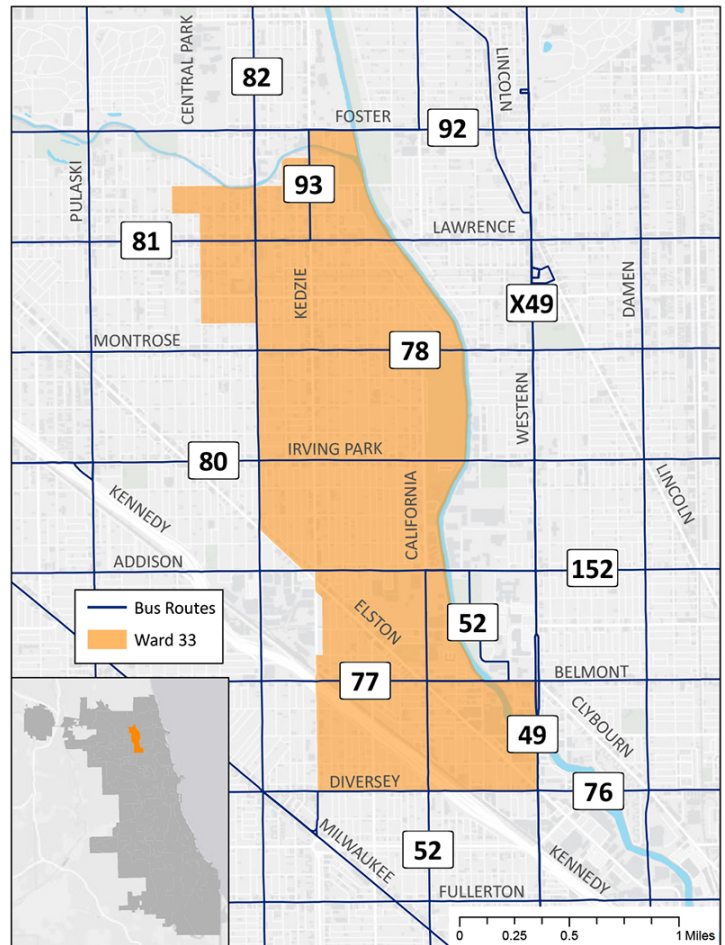 CENTRAL PARK
82
LINCOLN
FOSTER
92
PULASKI
93
81
LAWRENCE
KEDZIE
DAMEN
X49
MONTROSE
78
WESTERN
IRVING PARK
80
CALIFORNIA
LINCOLN
KENNEDY
ADDISON
152
Bus Routes
Ward 33
ELSTON
52
BELMONT
77
CLYBOURN
49
DIVERSEY
76
MILWAUKEE
52
KENNEDY
FULLERTON
0 0.25 0.5 1 Miles